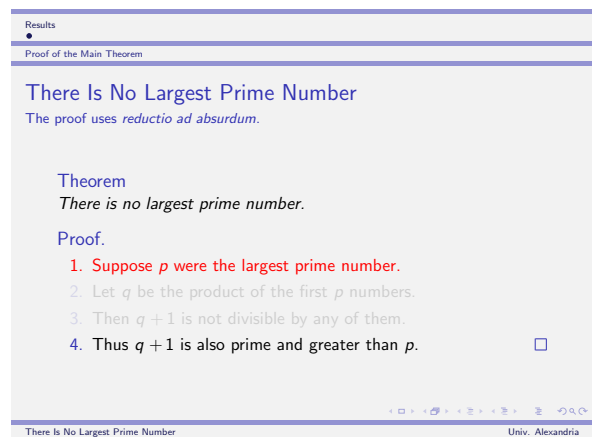 Results
Proof of the Main Theorem
There Is No Largest Prime Number
The proof uses reductio ad absurdum.
Theorem
There is no largest prime number.
Proof.
1. Suppose p were the largest prime number.
2. Let q be the product of the first p numbers.
3. Then q + 1 is not divisible by any of them.
4. Thus q + 1 is also prime and greater than p.
There Is No Largest Prime Number Univ. Alexandria